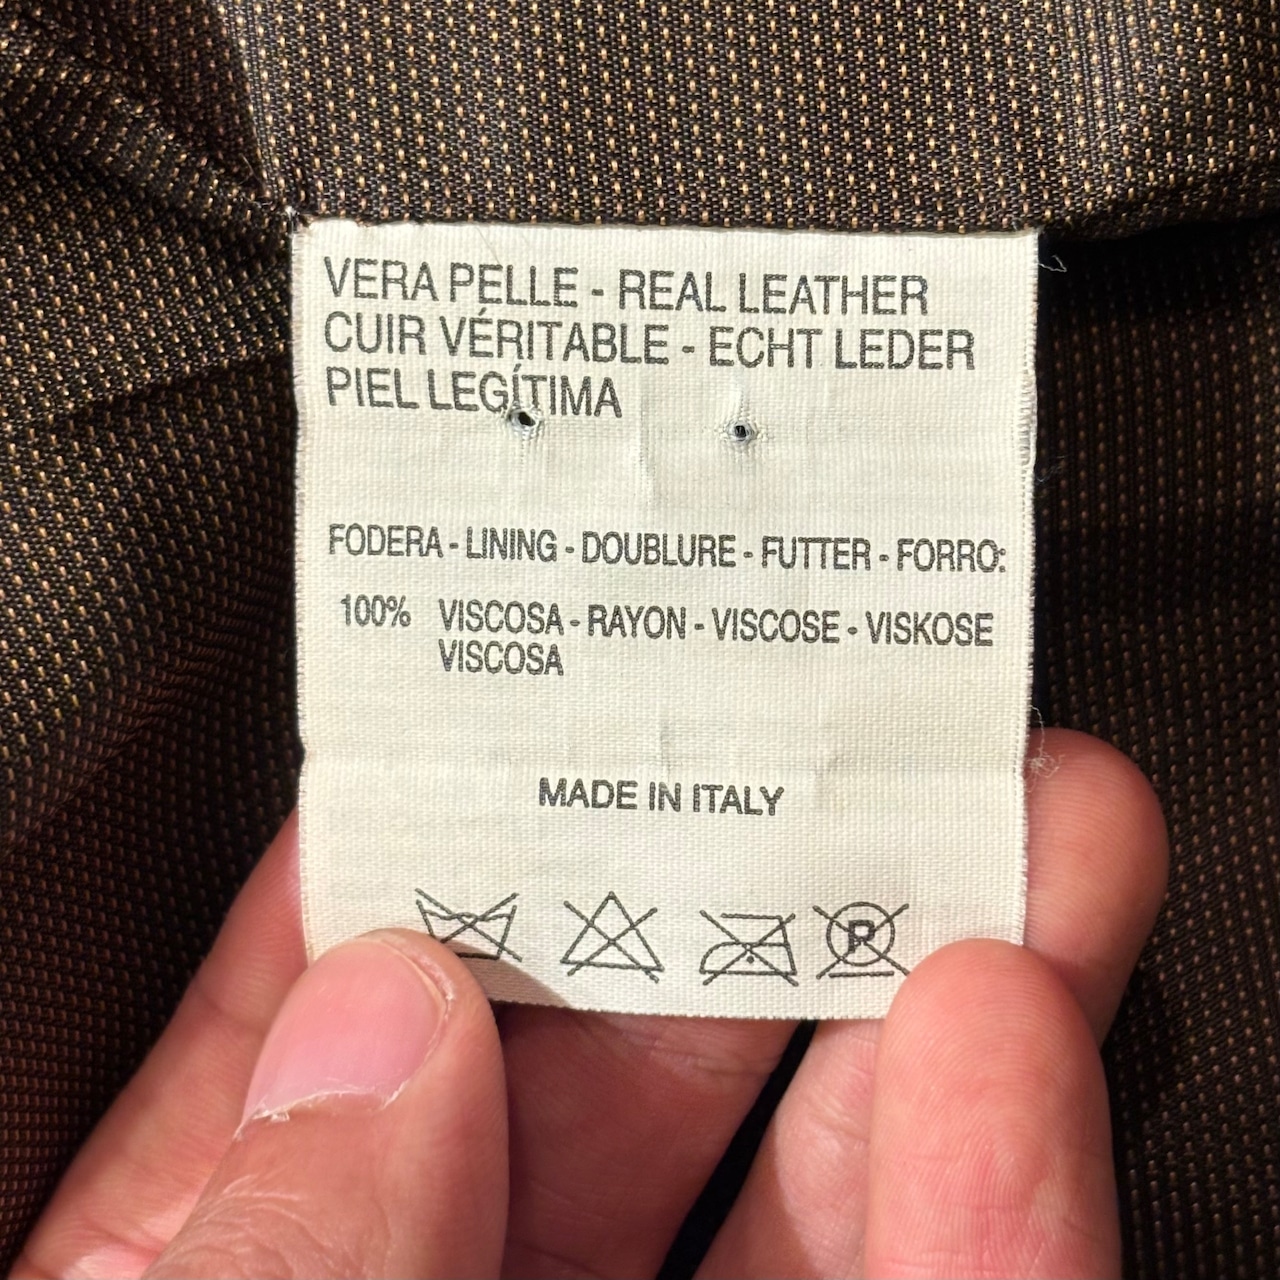 VERA PELLE - REAL LEATHER
CUIR VÉRITABLE - ECHT LEDER
PIEL LEGÍTIMA
FODERA - LINING - DOUBLURE - FUTTER - FORRO:
100% VISCOSA - RAYON - VISCOSE - VISKOSE
VISCOSA
MADE IN ITALY
P